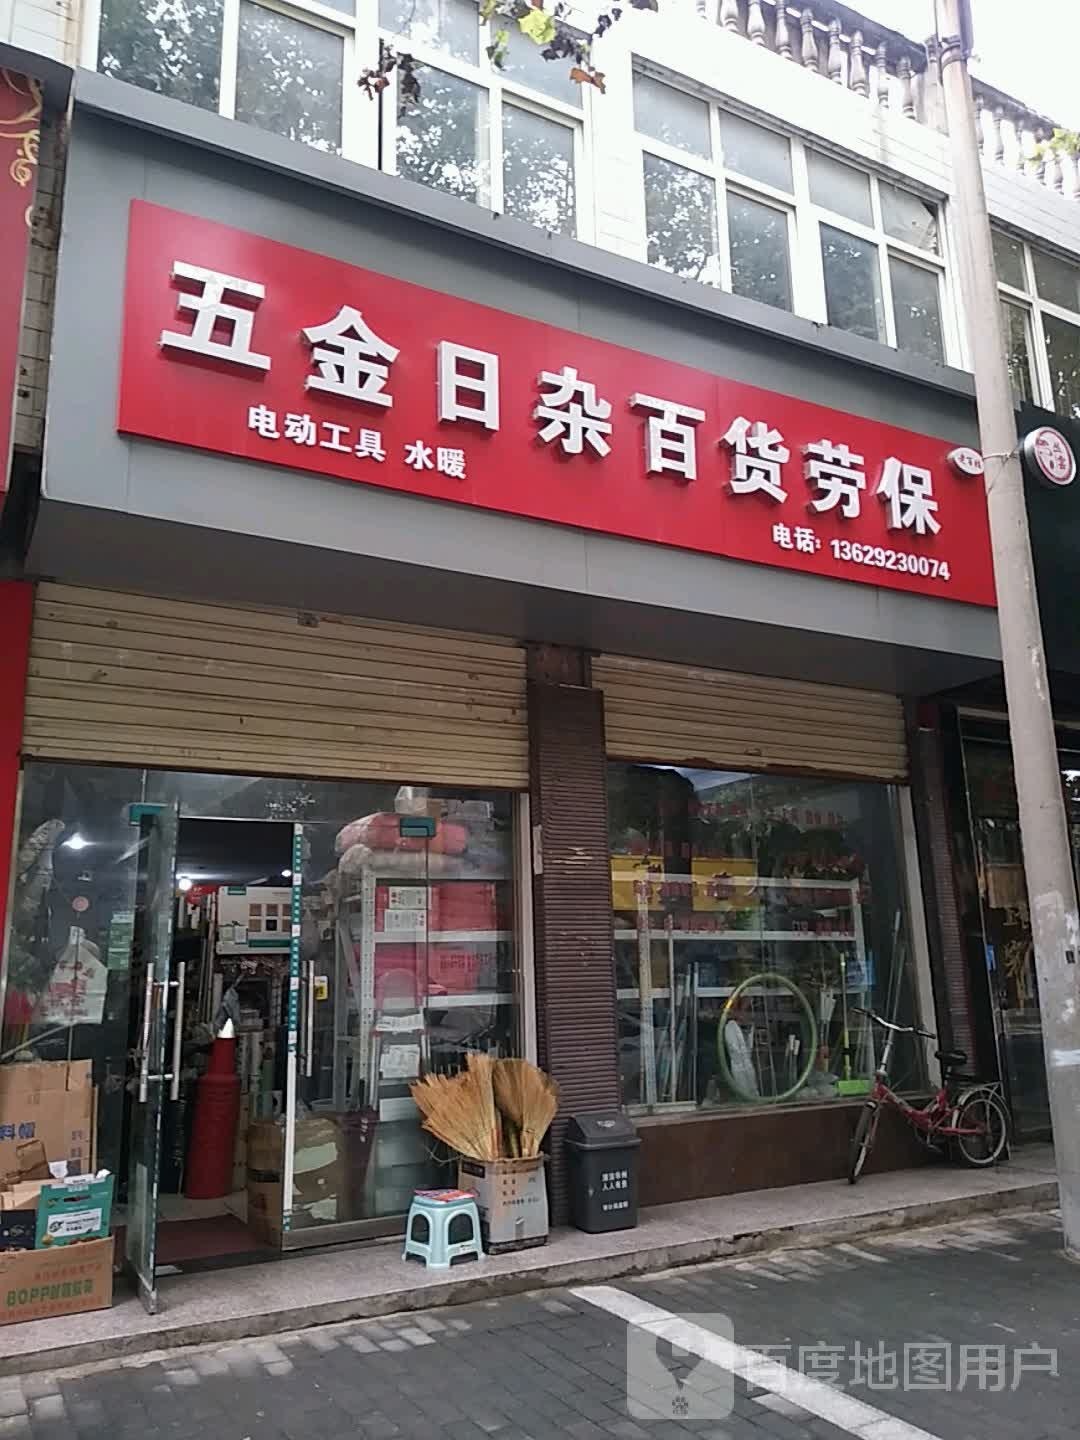 五金日杂百货劳保
电动工具 水暖
电话: 13629230074
BOPP
百度地图用户